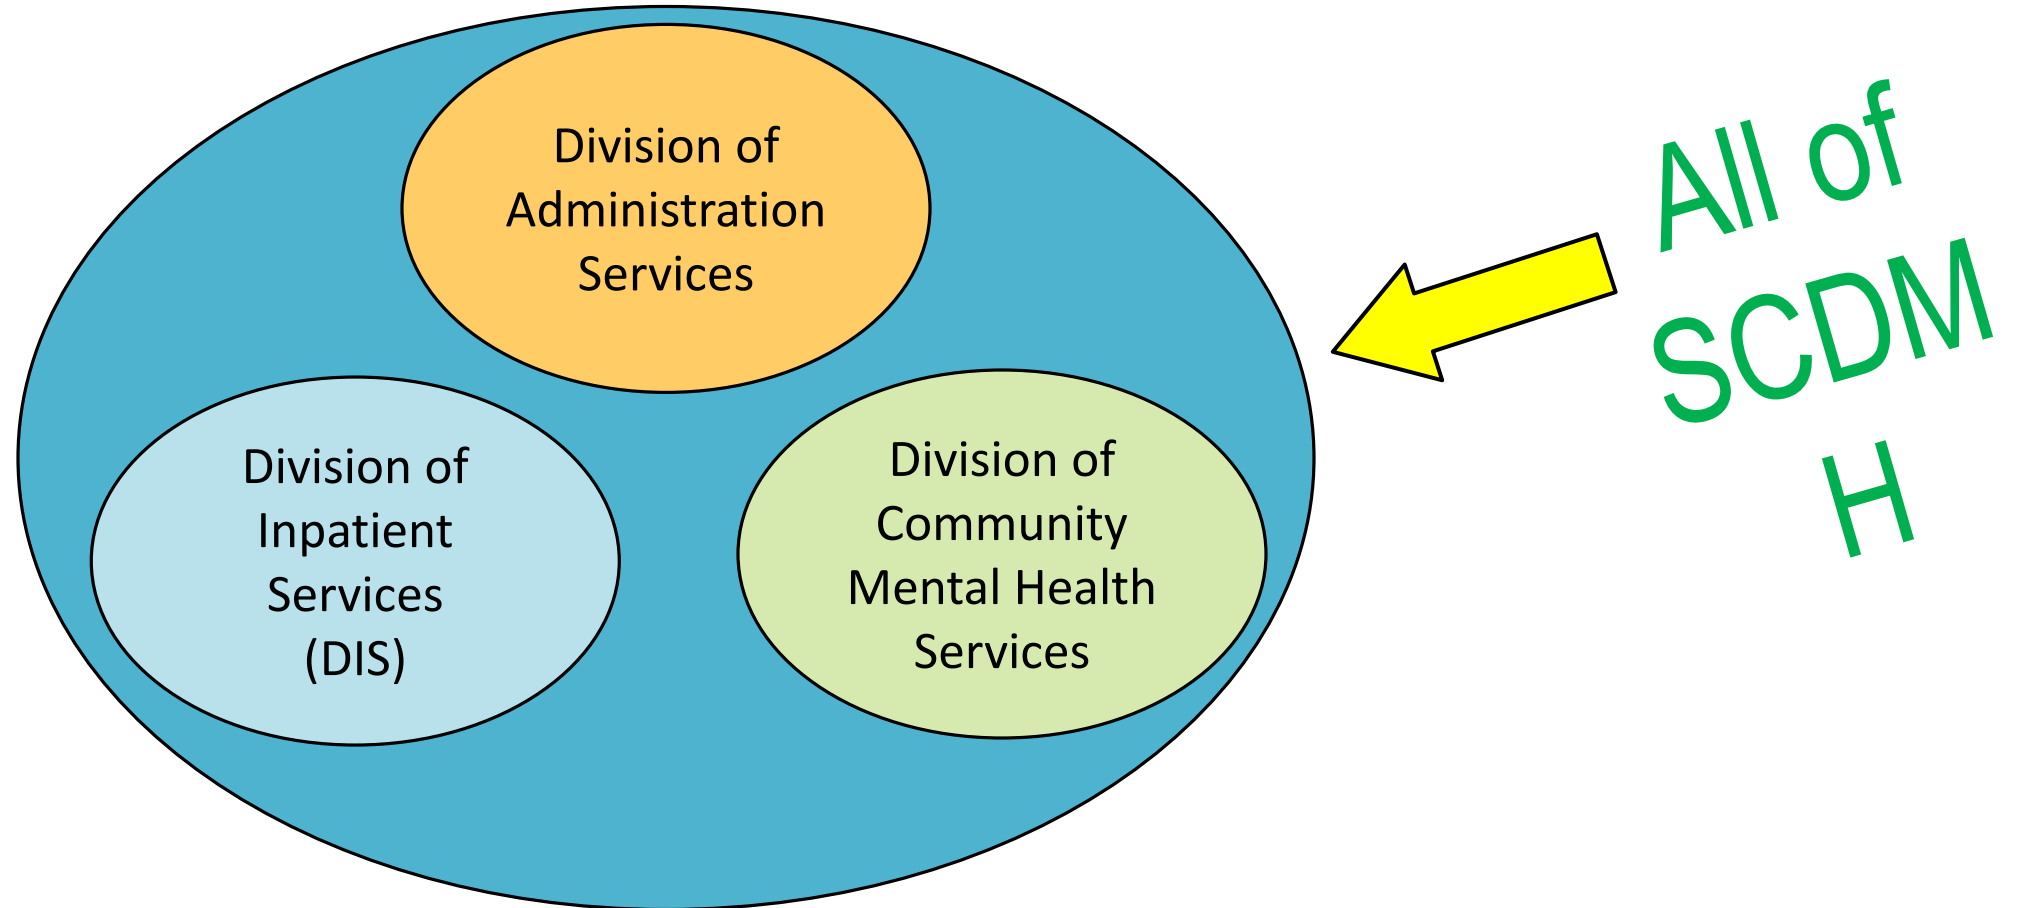 Division of
Administration
Services
Division of
Inpatient
Services
(DIS)
Division of
Community
Mental Health
Services
All of
SCDM
H